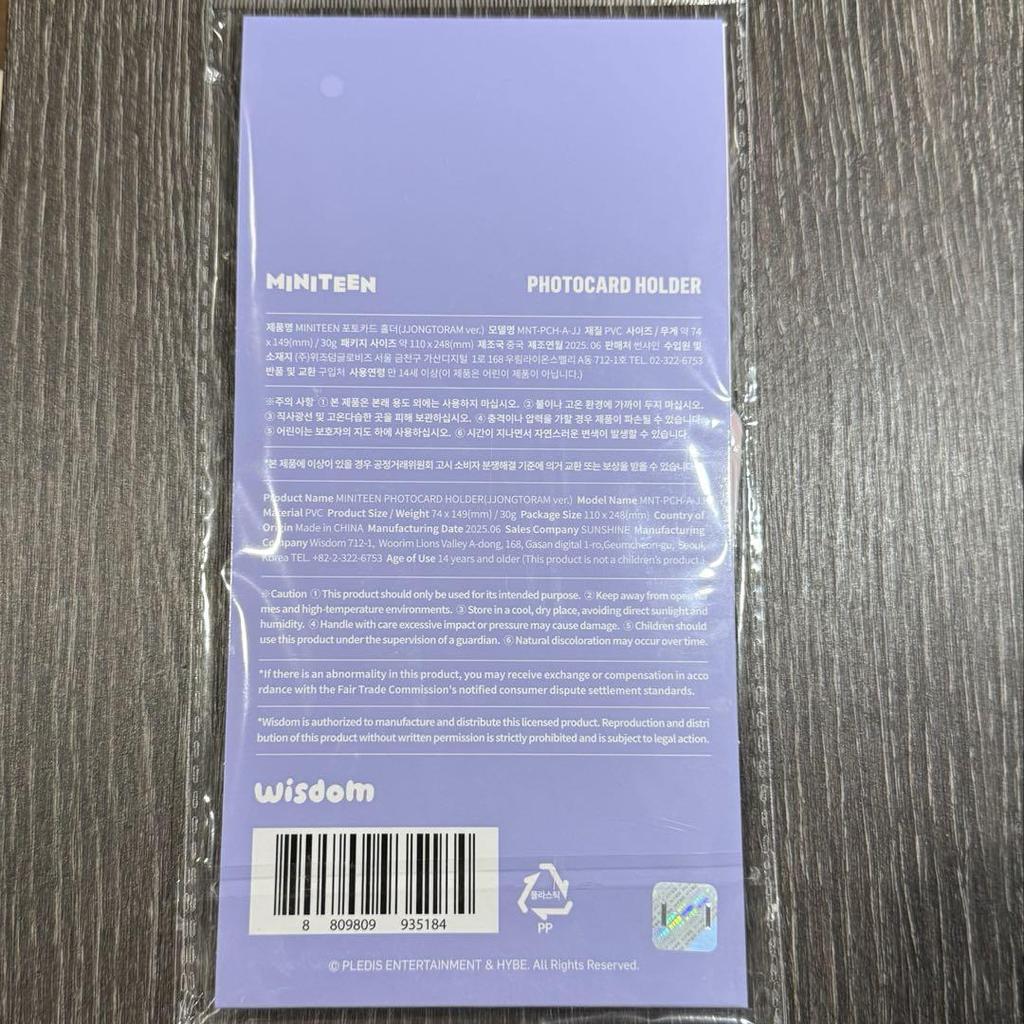 MINITEEN
PHOTOCARD HOLDER
제품명 MINITEEN 포토카드 홀더(JJONGTORAM ver.) 모델명 MNT-PCH-A-JJ 재질 PVC 사이즈 / 무게 약 74
x 149(mm) / 30g 패키지 사이즈 약 110 x 248(mm) 제조국 중국 제조연월 2025. 06 판매처 썬샤인 수입원 및
소재지 (주)위즈덤글로비즈 서울 금천구 가산디지털 1로 168 우림라이온스밸리 A동 712-1호 TEL. 02-322-6753
반품 및 교환 구입처 사용연령 만 14세 이상(이 제품은 어린이 제품이 아닙니다.)
※주의 사항 ① 본 제품은 본래 용도 외에는 사용하지 마십시오. ② 불이나 고온 환경에 가까이 두지 마십시오.
③ 직사광선 및 고온다습한 곳을 피해 보관하십시오. ④ 충격이나 압력을 가할 경우 제품이 파손될 수 있습니다.
⑤ 어린이는 보호자의 지도 하에 사용하십시오. ⑥ 시간이 지나면서 자연스러운 변색이 발생할 수 있습니다.
*본 제품에 이상이 있을 경우 공정거래위원회 고시 소비자 분쟁해결 기준에 의거 교환 또는 보상을 받을 수 있습니다.
Product Name MINITEEN PHOTOCARD HOLDER(JJONGTORAM ver.) Model Name MNT-PCH-A-JJ
Material PVC Product Size / Weight 74 x 149(mm) / 30g Package Size 110 x 248(mm) Country of
Origin Made in CHINA Manufacturing Date 2025.06 Sales Company SUNSHINE Manufacturing
Company Wisdom 712-1, Woorim Lions Valley A-dong, 168, Gasan digital 1-ro,Geumcheon-gu, Seoul,
Korea TEL. +82-2-322-6753 Age of Use 14 years and older (This product is not a children's product.)
※Caution ① This product should only be used for its intended purpose. ② Keep away from open fla
mes and high-temperature environments. ③ Store in a cool, dry place, avoiding direct sunlight and
humidity. ④ Handle with care excessive impact or pressure may cause damage. ⑤ Children should
use this product under the supervision of a guardian. ⑥ Natural discoloration may occur over time.
*If there is an abnormality in this product, you may receive exchange or compensation in acco
rdance with the Fair Trade Commission's notified consumer dispute settlement standards.
*Wisdom is authorized to manufacture and distribute this licensed product. Reproduction and distri
bution of this product without written permission is strictly prohibited and is subject to legal action.
wisdom
8 809809 935184
플라스틱
PP
© PLEDIS ENTERTAINMENT & HYBE. All Rights Reserved.